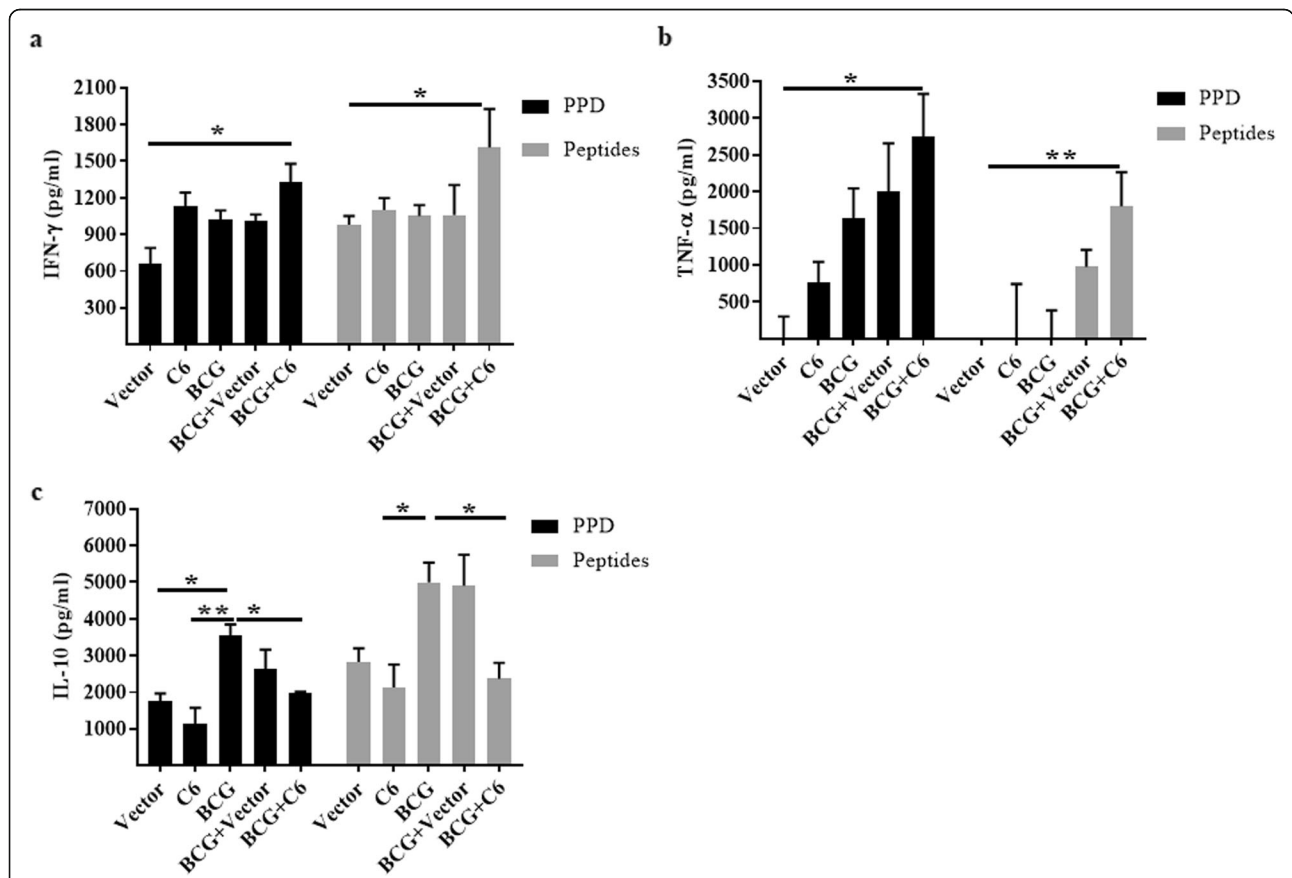 a
IFN-γ (pg/ml)
2100
1800
1500
1200
900
600
300
*
*
PPD
Peptides
Vector
C6
BCG
BCG+Vector
BCG+C6
Vector
C6
BCG
BCG+Vector
BCG+C6
b
TNF-α (pg/ml)
3500
3000
2500
2000
1500
1000
500
*
**
PPD
Peptides
Vector
C6
BCG
BCG+Vector
BCG+C6
Vector
C6
BCG
BCG+Vector
BCG+C6
c
IL-10 (pg/ml)
7000
6000
5000
4000
3000
2000
1000
*
**
*
*
*
PPD
Peptides
Vector
C6
BCG
BCG+Vector
BCG+C6
Vector
C6
BCG
BCG+Vector
BCG+C6